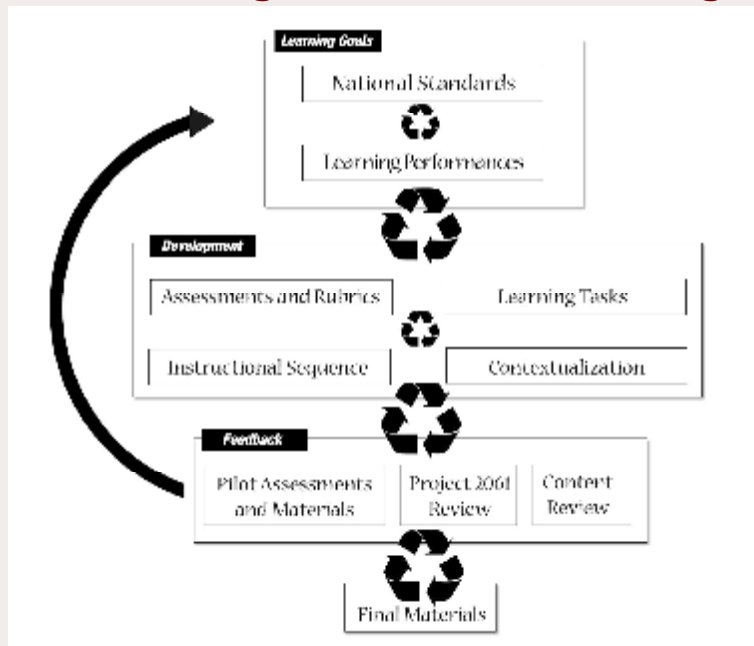 Learning Goals
National Standards
Learning Performances
Development
Assessments and Rubrics
Learning Tasks
Instructional Sequence
Contextualization
Feedback
Pilot Assessments
and Materials
Project 2061
Review
Content
Review
Final Materials